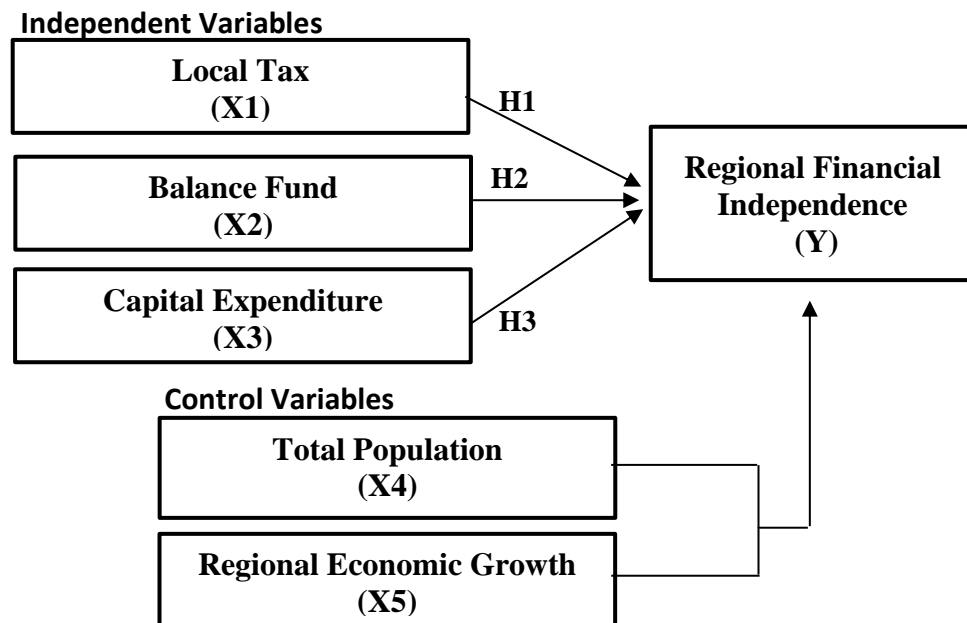 Independent Variables
Local Tax
(X1)
H1
Balance Fund
(X2)
H2
Capital Expenditure
(X3)
H3
Regional Financial
Independence
(Y)
Control Variables
Total Population
(X4)
Regional Economic Growth
(X5)